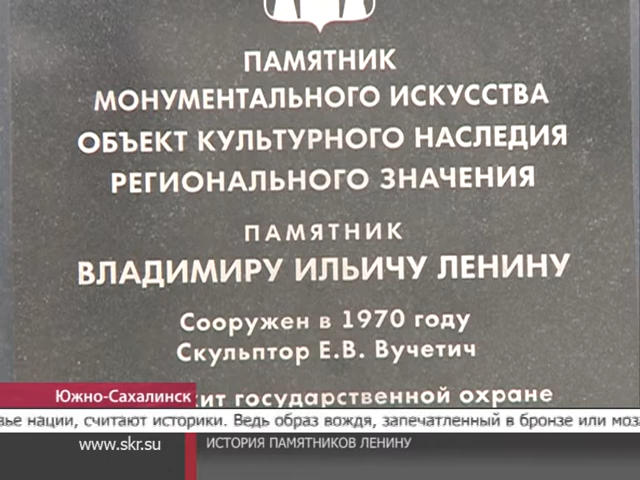 ПАМЯТНИК
МОНУМЕНТАЛЬНОГО ИСКУССТВА
ОБЪЕКТ КУЛЬТУРНОГО НАСЛЕДИЯ
РЕГИОНАЛЬНОГО ЗНАЧЕНИЯ
ПАМЯТНИК
ВЛАДИМИРУ ИЛЬИЧУ ЛЕНИНУ
Сооружен в 1970 году
Скульптор Е.В. Вучетич
государственной охране
Южно-Сахалинск
нации, считают историки. Ведь образ вождя, запечатленный в бронзе или
www.skr.su
ИСТОРИЯ ПАМЯТНИКОВ ЛЕНИНУ